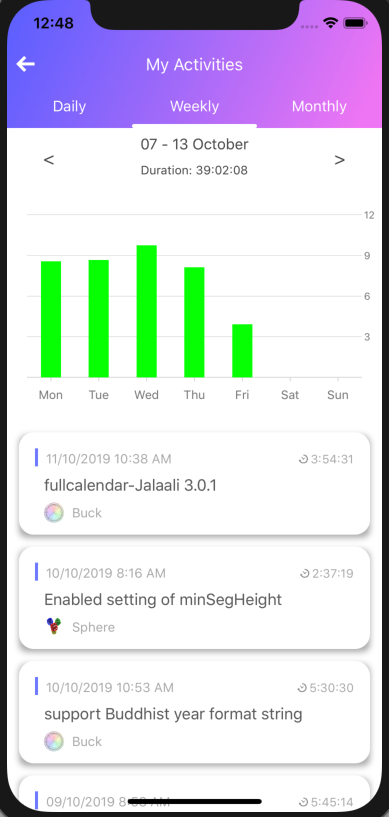 12:48
My Activities
Daily Weekly Monthly
07 - 13 October
< >
Duration: 39:02:08
12
9
6
3
Mon Tue Wed Thu Fri Sat Sun
11/10/2019 10:38 AM 3:54:31
fullcalendar-Jalaali 3.0.1
Buck
10/10/2019 8:16 AM 2:37:19
Enabled setting of minSegHeight
Sphere
10/10/2019 10:53 AM 5:30:30
support Buddhist year format string
Buck
09/10/2019 AM 5:45:14